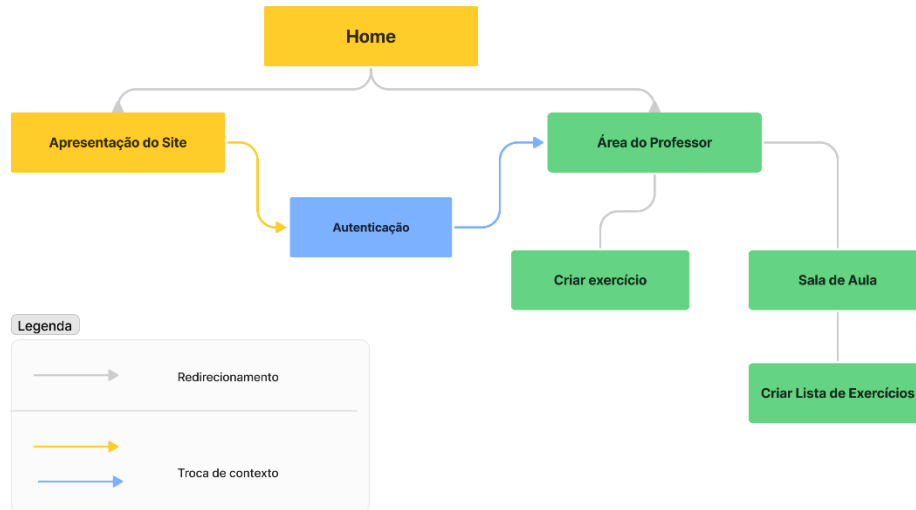 Home
Apresentação do Site
Área do Professor
Autenticação
Criar exercício
Sala de Aula
Legenda
Redirecionamento
Criar Lista de Exercícios
Troca de contexto